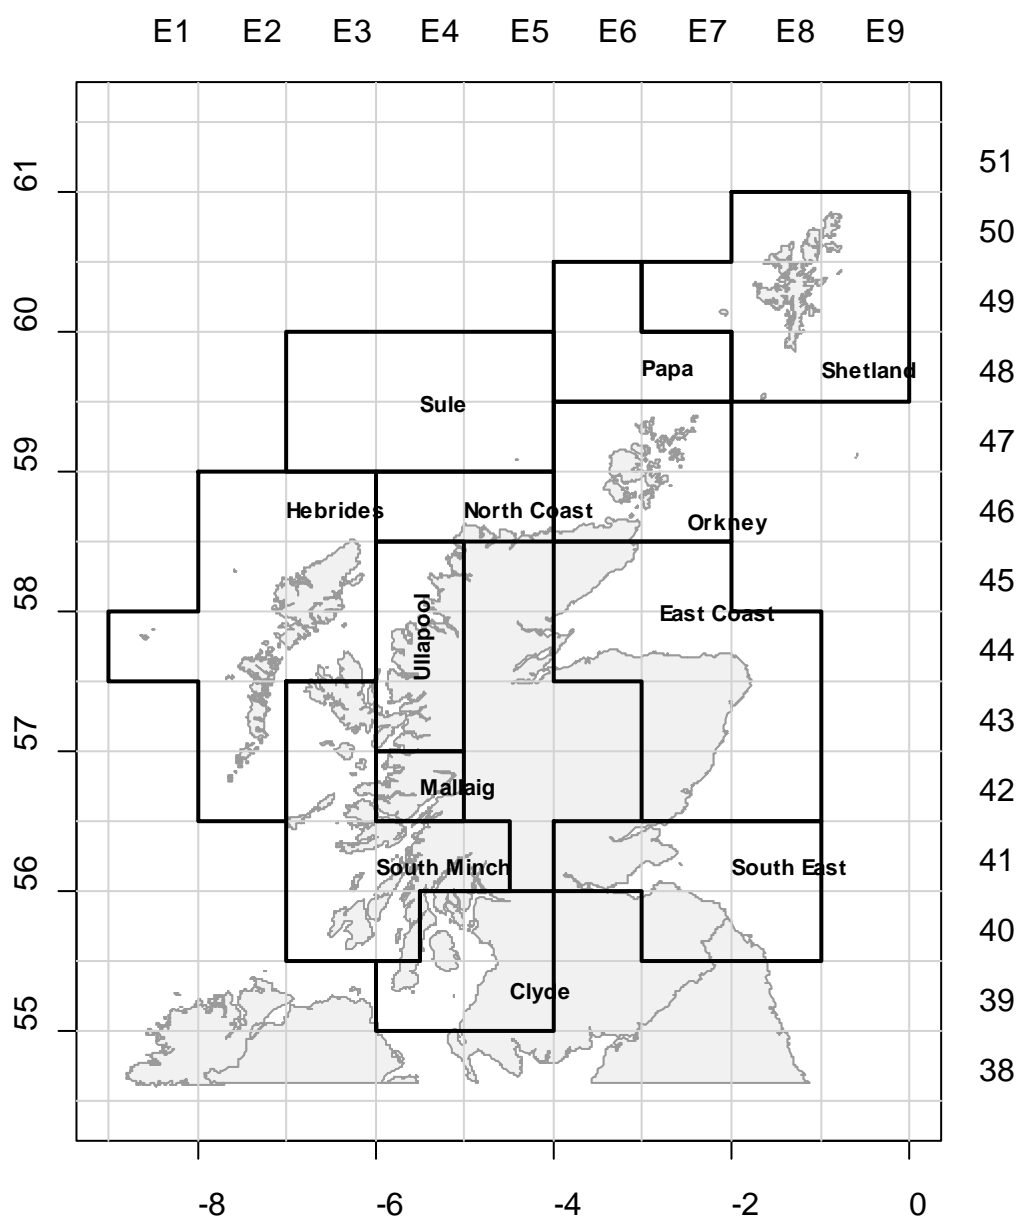 E1 E2 E3 E4 E5 E6 E7 E8 E9
51
61
50
49
60
Papa
Shetland
48
Sule
47
59
Hebrides
North Coast
46
Orkney
45
58
East Coast
Ullapool
44
43
57
Mallaig
42
South Minch
South East
41
56
40
Clyde
39
55
38
-8 -6 -4 -2 0